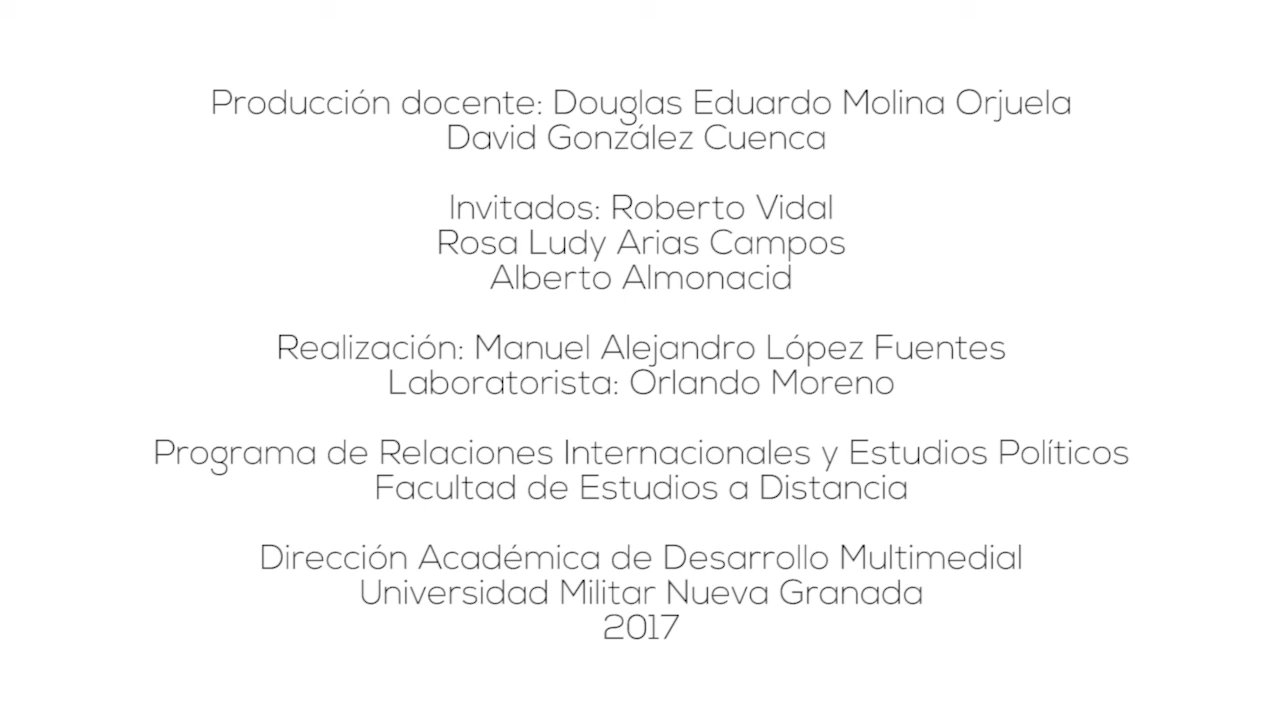 Producción docente: Douglas Eduardo Molina Orjuela
David González Cuenca
Invitados: Roberto Vidal
Rosa Ludy Arias Campos
Alberto Almonacid
Realización: Manuel Alejandro López Fuentes
Laboratorista: Orlando Moreno
Programa de Relaciones Internacionales y Estudios Políticos
Facultad de Estudios a Distancia
Dirección Académica de Desarrollo Multimedial
Universidad Militar Nueva Granada
2017